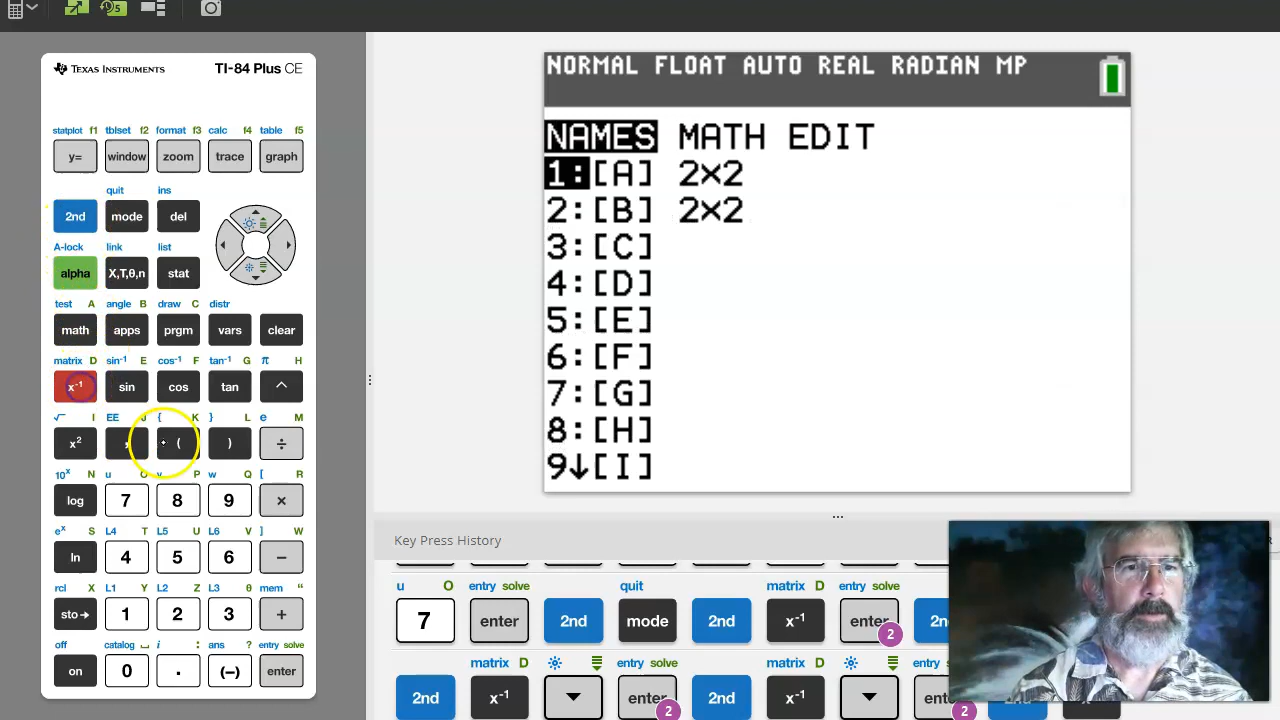 TEXAS INSTRUMENTS TI-84 Plus CE
statplot f1 tblset f2 format f3 calc f4 table f5
y= window zoom trace graph
quit ins
2nd mode del
A-lock link list
alpha X,T,θ,n stat
test A angle B draw C distr
math apps prgm vars clear
matrix D sin⁻¹ E cos⁻¹ F tan⁻¹ G π H
x⁻¹ sin cos tan ^
√ I EE J { K } L e M
x² , ( ) ÷
10ˣ N u O v P w Q [ R
log 7 8 9 ×
eˣ S L4 T L5 U L6 V ] W
ln 4 5 6 −
rcl X L1 Y L2 Z L3 θ mem “
sto→ 1 2 3 +
off catalog i : ans ? entry solve
on 0 . (−) enter
NORMAL FLOAT AUTO REAL RADIAN MP
NAMES MATH EDIT
1:[A] 2×2
2:[B] 2×2
3:[C]
4:[D]
5:[E]
6:[F]
7:[G]
8:[H]
9↓[I]
Key Press History
u O entry solve quit matrix D entry solve
7 enter 2nd mode 2nd x⁻¹ enter 2
matrix D entry solve matrix D
2nd x⁻¹ enter 2 2nd x⁻¹ 2